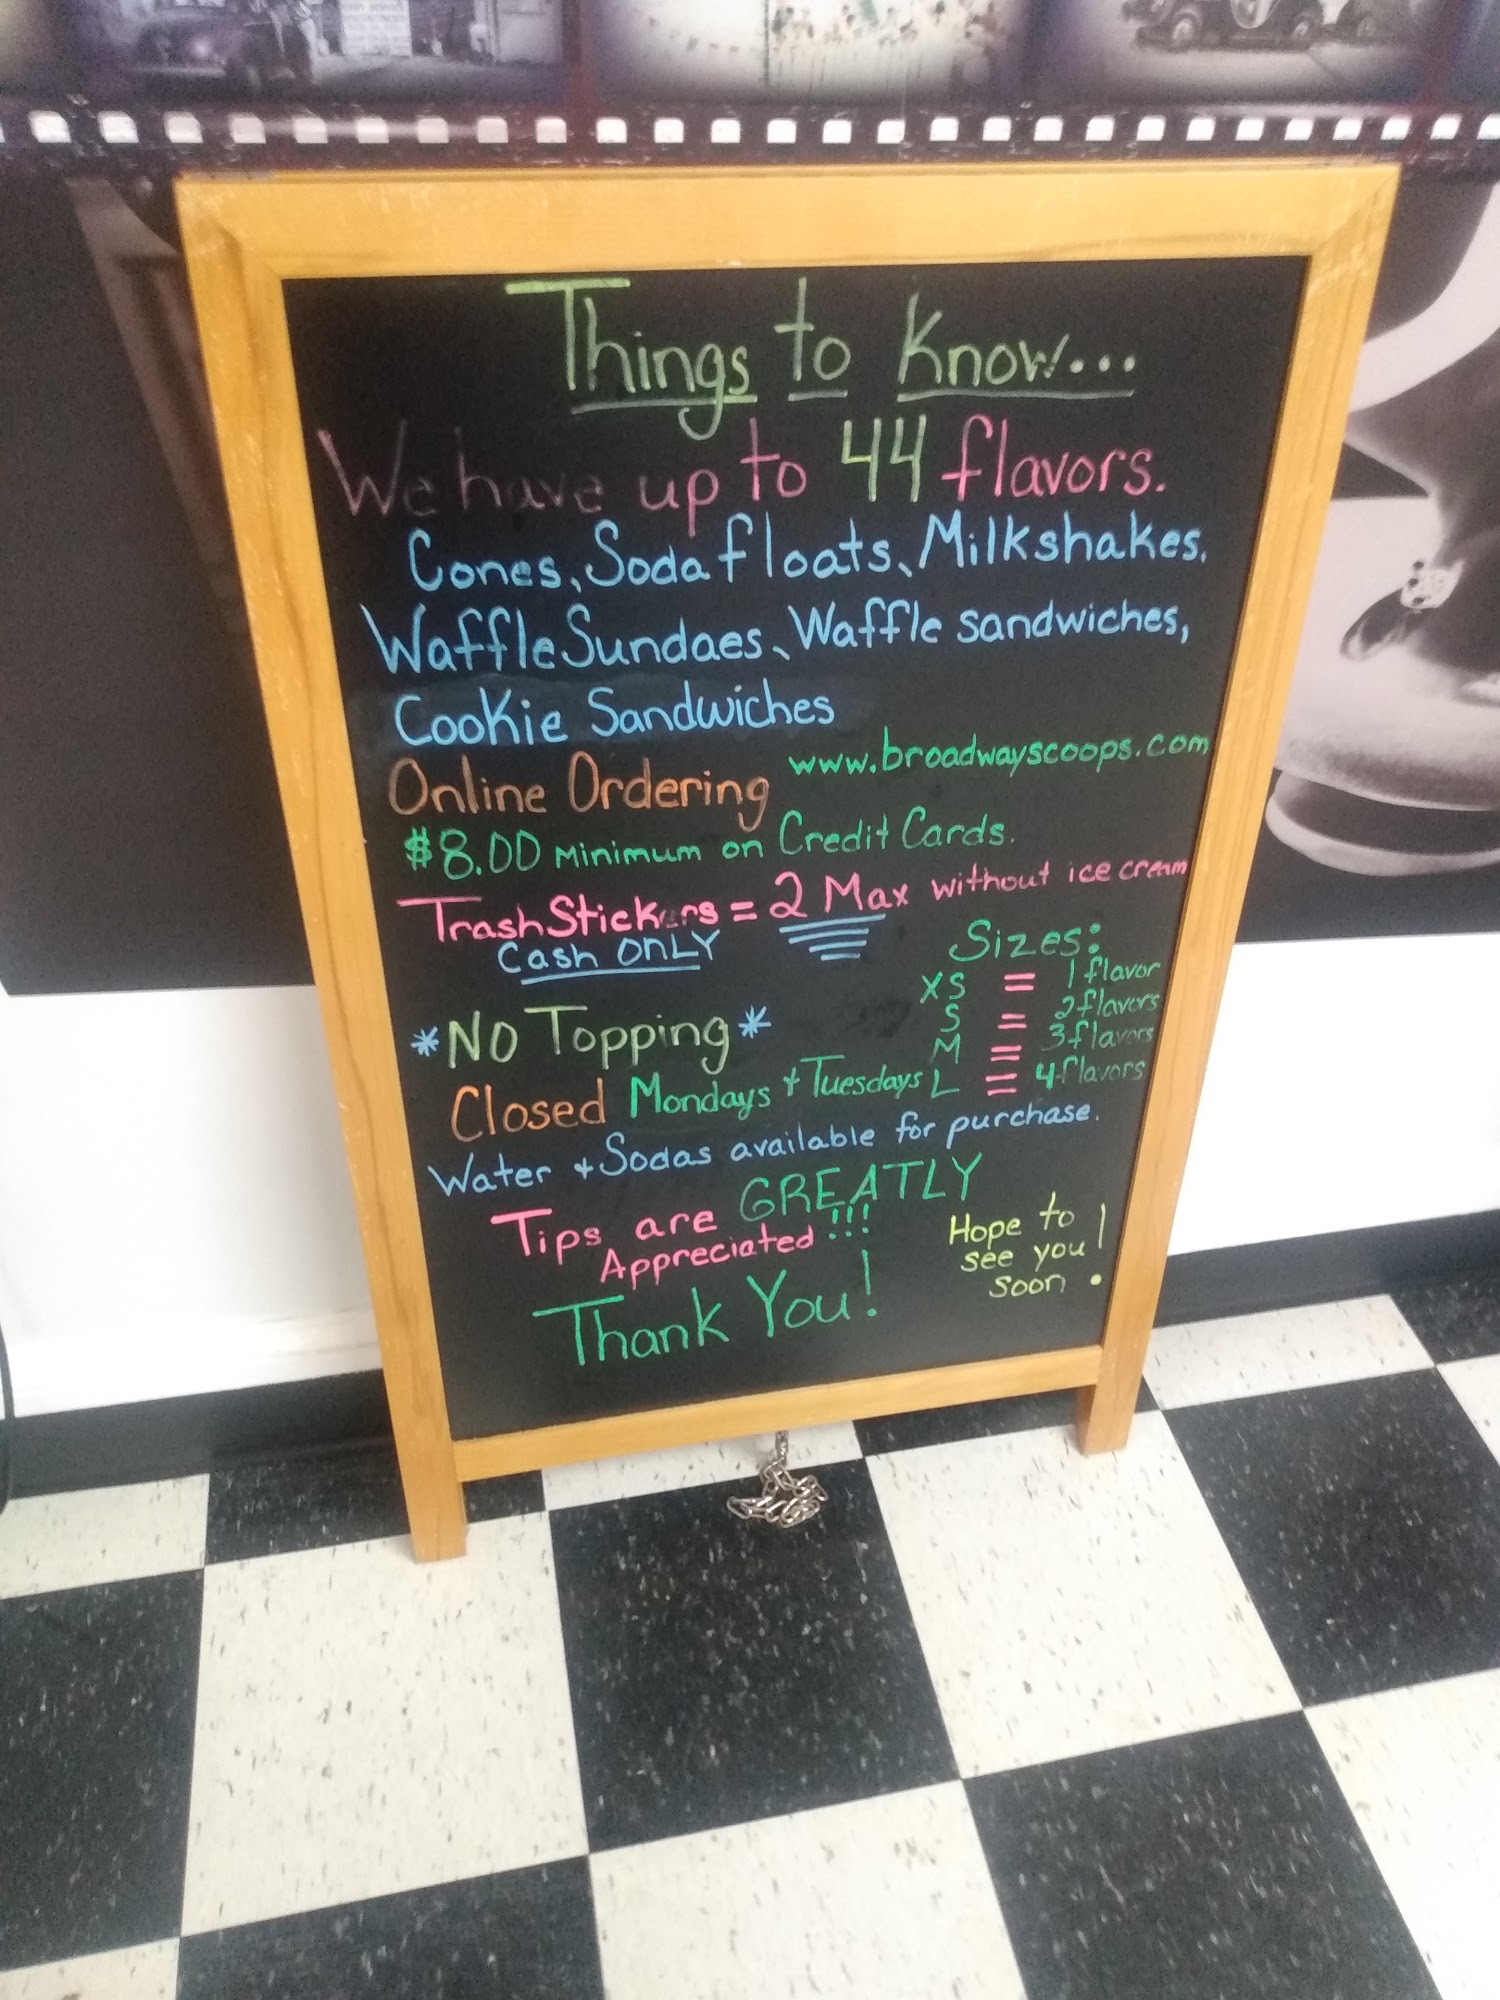 Things to Know...
We have up to 44 flavors.
Cones, Soda floats, Milkshakes,
Waffle Sundaes, Waffle sandwiches,
Cookie Sandwiches
Online Ordering www.broadwayscoops.com
$8.00 Minimum on Credit Cards.
Trash Stickers = 2 Max without ice cream
Cash ONLY
Sizes:
XS = 1 flavor
S = 2 flavors
M = 3 flavors
L = 4 flavors
*NO Topping*
Closed Mondays + Tuesdays
Water + Sodas available for purchase.
Tips are GREATLY
Appreciated!!!
Thank You!
Hope to
see you
soon!